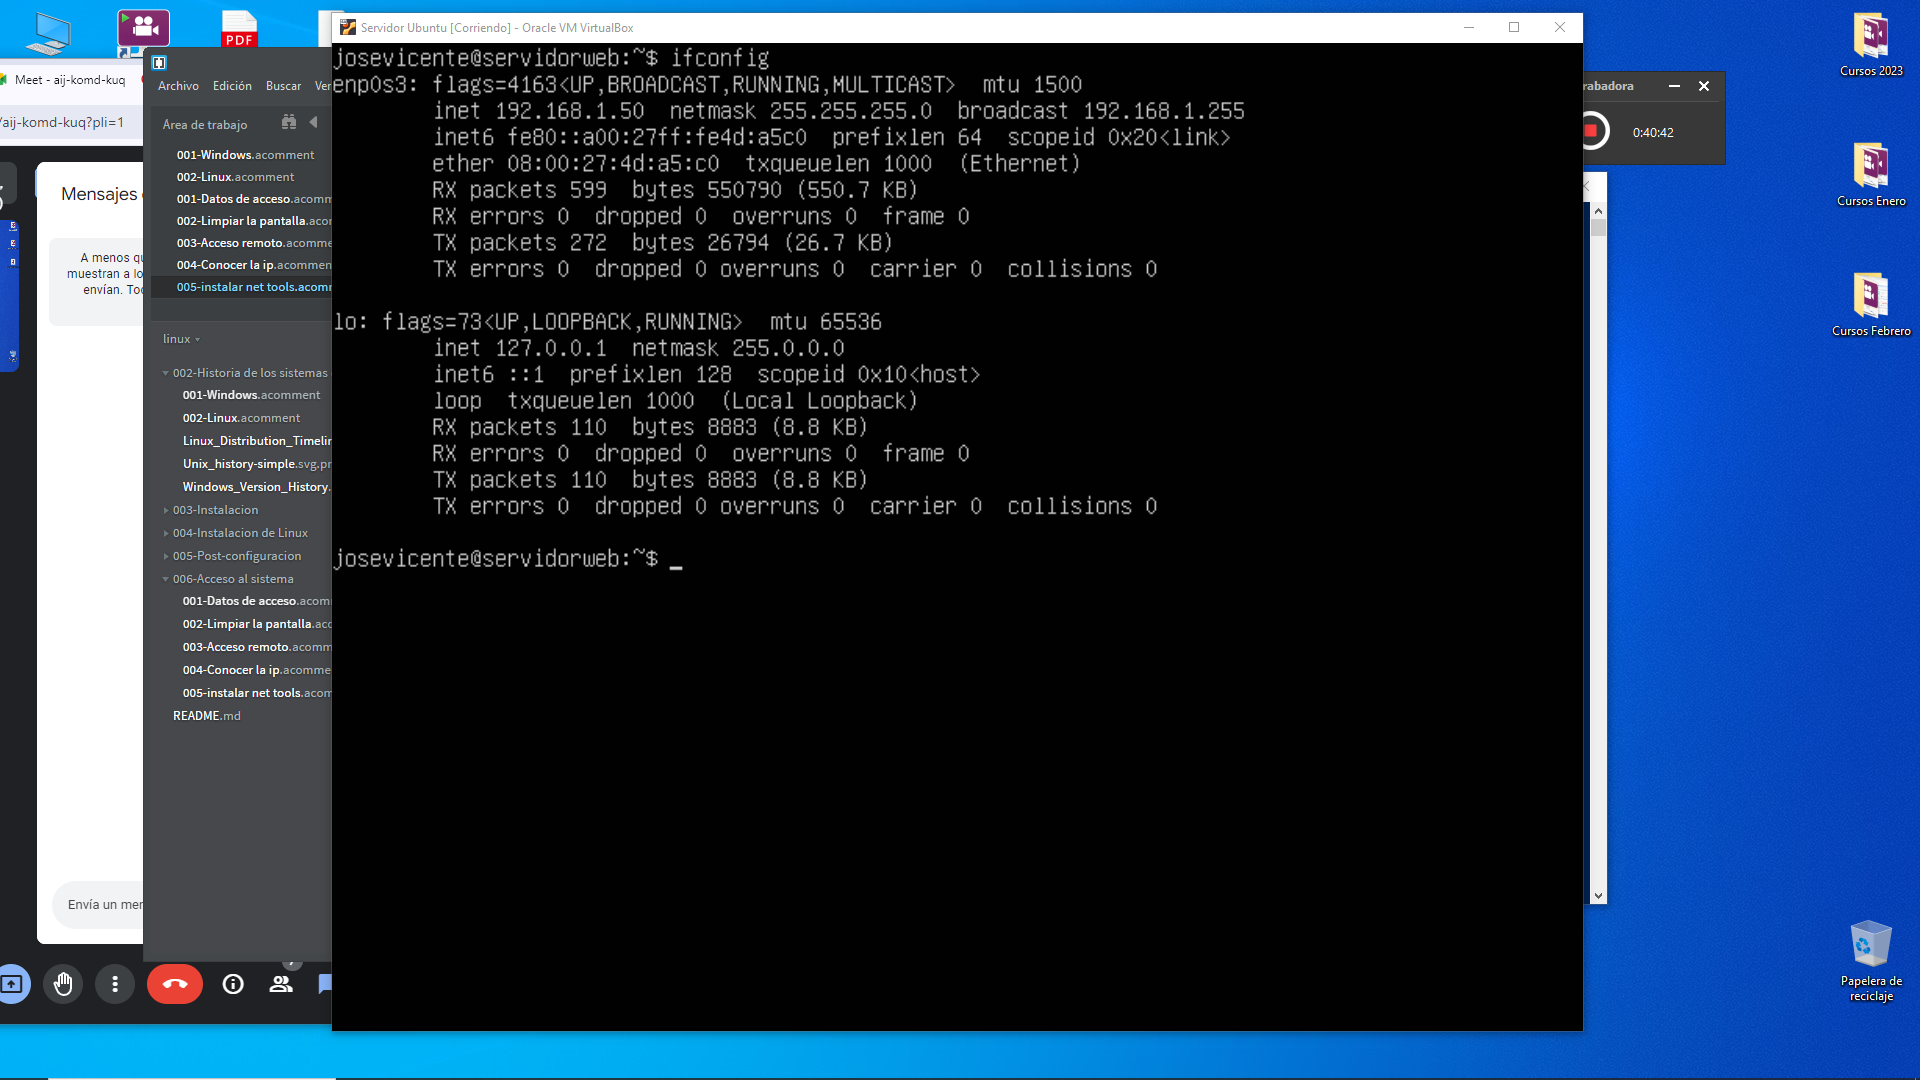 Servidor Ubuntu [Corriendo] - Oracle VM VirtualBox
josevicente@servidorweb:~$ ifconfig
enp0s3: flags=4163<UP,BROADCAST,RUNNING,MULTICAST>  mtu 1500
inet 192.168.1.50  netmask 255.255.255.0  broadcast 192.168.1.255
inet6 fe80::a00:27ff:fe4d:a5c0  prefixlen 64  scopeid 0x20<link>
ether 08:00:27:4d:a5:c0  txqueuelen 1000  (Ethernet)
RX packets 599  bytes 550790 (550.7 KB)
RX errors 0  dropped 0  overruns 0  frame 0
TX packets 272  bytes 26794 (26.7 KB)
TX errors 0  dropped 0 overruns 0  carrier 0  collisions 0
lo: flags=73<UP,LOOPBACK,RUNNING>  mtu 65536
inet 127.0.0.1  netmask 255.0.0.0
inet6 ::1  prefixlen 128  scopeid 0x10<host>
loop  txqueuelen 1000  (Local Loopback)
RX packets 110  bytes 8883 (8.8 KB)
RX errors 0  dropped 0  overruns 0  frame 0
TX packets 110  bytes 8883 (8.8 KB)
TX errors 0  dropped 0 overruns 0  carrier 0  collisions 0
josevicente@servidorweb:~$ _
PDF
Meet - aij-komd-kuq
/aij-komd-kuq?pli=1
Mensajes
A menos qu
muestran a lo
envían. Too
Envía un mer
Archivo Edición Buscar Ver
Área de trabajo
001-Windows.acomment
002-Linux.acomment
001-Datos de acceso.acomm
002-Limpiar la pantalla.acor
003-Acceso remoto.acomme
004-Conocer la ip.acommen
005-instalar net tools.acomm
linux
002-Historia de los sistemas
001-Windows.acomment
002-Linux.acomment
Linux_Distribution_Timelir
Unix_history-simple.svg.pr
Windows_Version_History.
003-Instalacion
004-Instalacion de Linux
005-Post-configuracion
006-Acceso al sistema
001-Datos de acceso.acom
002-Limpiar la pantalla.acc
003-Acceso remoto.acomm
004-Conocer la ip.acomme
005-instalar net tools.acom
README.md
rabadora
0:40:42
Cursos 2023
Cursos Enero
Cursos Febrero
Papelera de
reciclaje